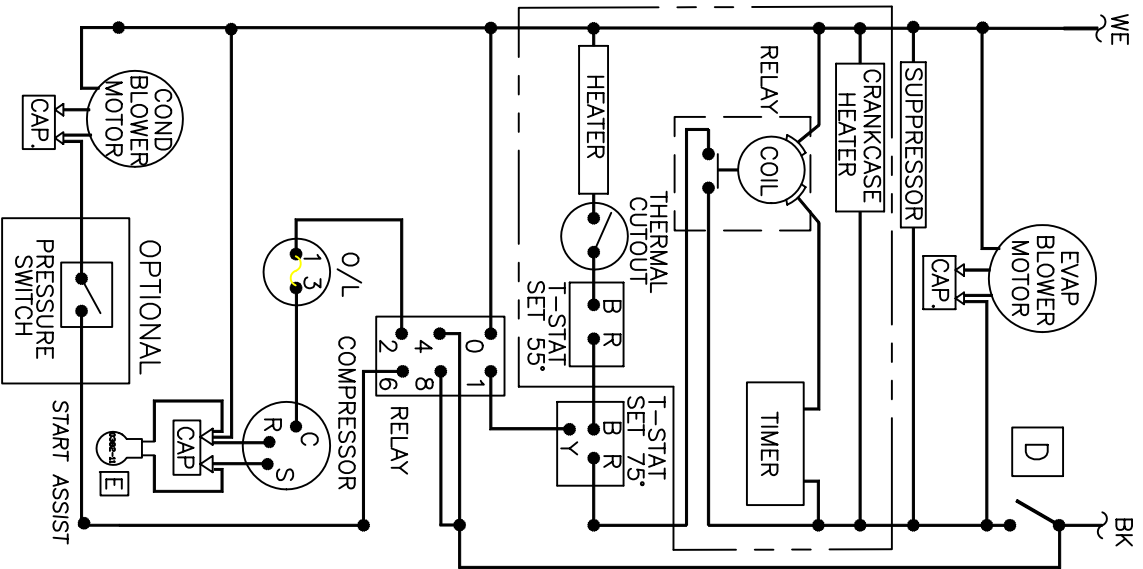 WE
BK
D
EVAP
BLOWER
MOTOR
CAP.
SUPPRESSOR
CRANKCASE
HEATER
RELAY
COIL
TIMER
T-STAT
SET 75°
B
R
Y
THERMAL
CUTOUT
HEATER
T-STAT
SET 55°
B
R
0
1
4
8
2
6
RELAY
COMPRESSOR
O/L
1
3
C
R
S
CAP
E
COND
BLOWER
MOTOR
CAP.
OPTIONAL
PRESSURE
SWITCH
START ASSIST